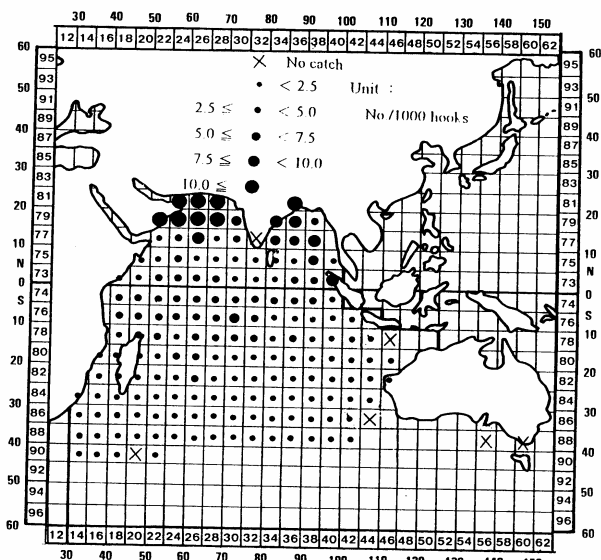 30 40 50 60 70 80 90 100 110 120 130 140 150
12 14 16 18 20 22 24 26 28 30 32 34 36 38 40 42 44 46 48 50 52 54 56 58 60 62
60 95 × No catch 95 60
93 • < 2.5 Unit : 93
50 91 2.5 ≤ • < 5.0 No /1000 hooks 91 50
89 5.0 ≤ • < 7.5 89
40 87 7.5 ≤ ● < 10.0 87 40
85 10.0 ≤ ● 85
30 83 83 30
81 81
20 79 79 20
77 77
10 75 75 10
N 73 73 N
0 74 74 0
S 76 76 S
10 78 78 10
80 80
20 82 82 20
84 84
30 86 86 30
88 88
40 90 90 40
92 92
50 94 94 50
96 96
60 60
12 14 16 18 20 22 24 26 28 30 32 34 36 38 40 42 44 46 48 50 52 54 56 58 60 62
30 40 50 60 70 80 90 100 110 120 130 140 150